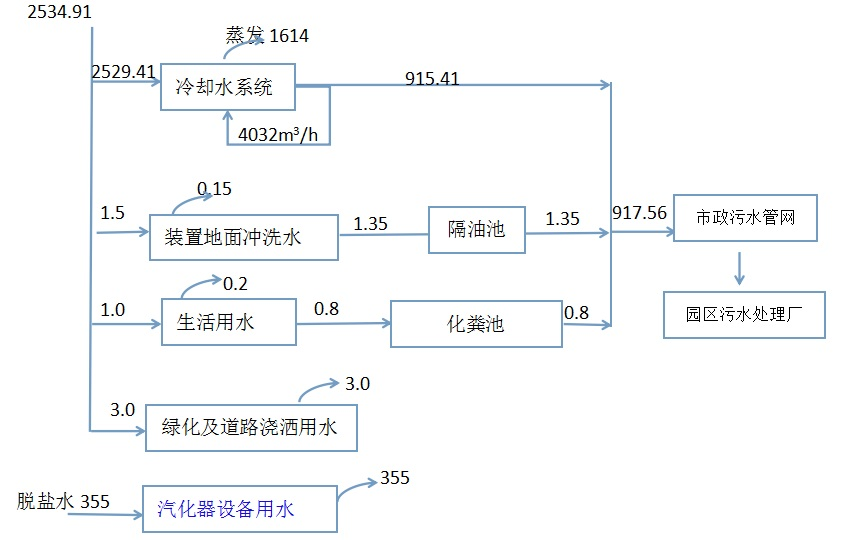 2534.91
蒸发 1614
2529.41
冷却水系统
915.41
4032m³/h
0.15
1.5
装置地面冲洗水
1.35
隔油池
1.35
917.56
市政污水管网
0.2
1.0
生活用水
0.8
化粪池
0.8
园区污水处理厂
3.0
3.0
绿化及道路浇洒用水
355
脱盐水 355
汽化器设备用水